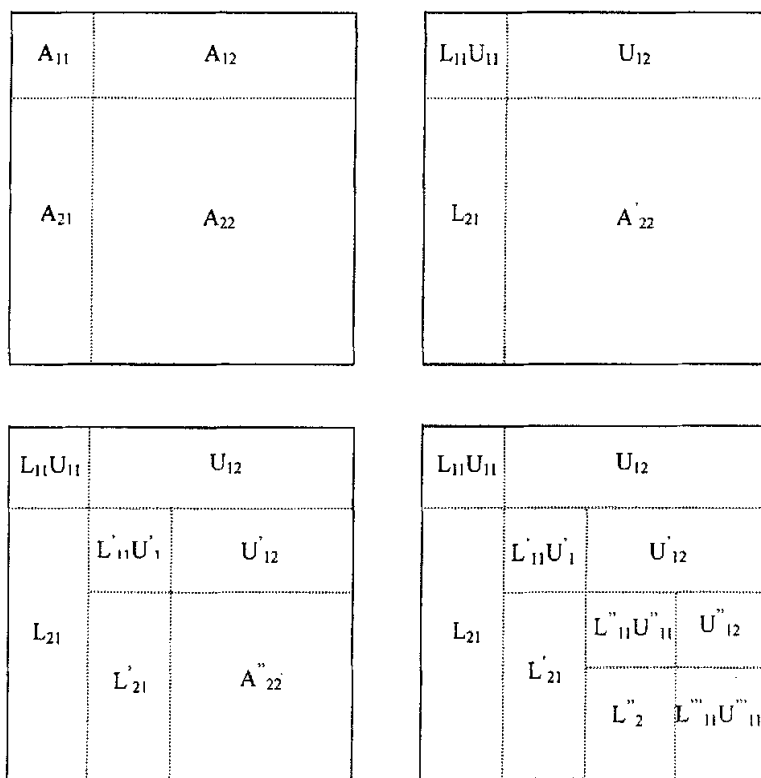 A₁₁ A₁₂
A₂₁ A₂₂
L₁₁U₁₁ U₁₂
L₂₁ A'₂₂
L₁₁U₁₁ U₁₂
L'₁₁U'₁ U'₁₂
L₂₁
L'₂₁ A"₂₂
L₁₁U₁₁ U₁₂
L'₁₁U'₁ U'₁₂
L₂₁ L"₁₁U"₁₁ U"₁₂
L'₂₁
L"₂ L"'₁₁U"'₁₁